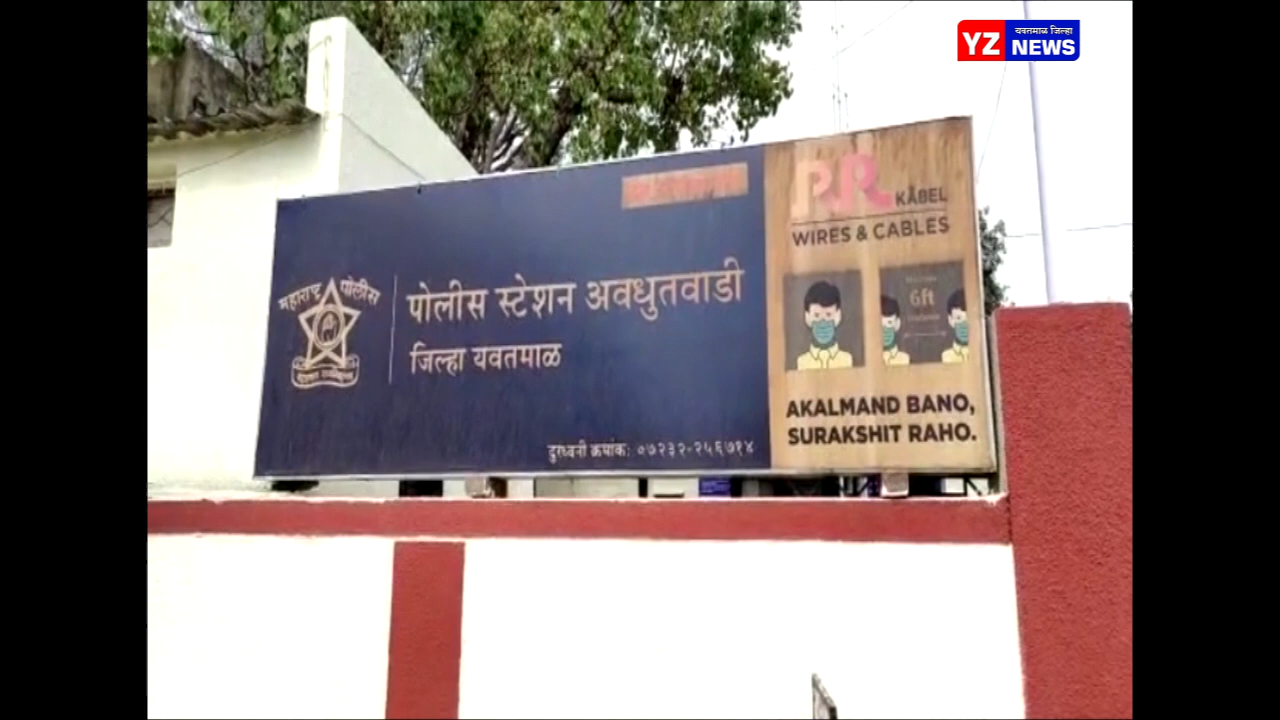 यवतमाळ जिल्हा
YZ NEWS
RR KABEL
WIRES & CABLES
महाराष्ट्र पोलीस
पोलीस स्टेशन अवधुतवाडी
जिल्हा यवतमाळ
6ft
AKALMAND BANO,
SURAKSHIT RAHO.
दुरध्वनी क्रमांक: ०७२३२-२५६७१४